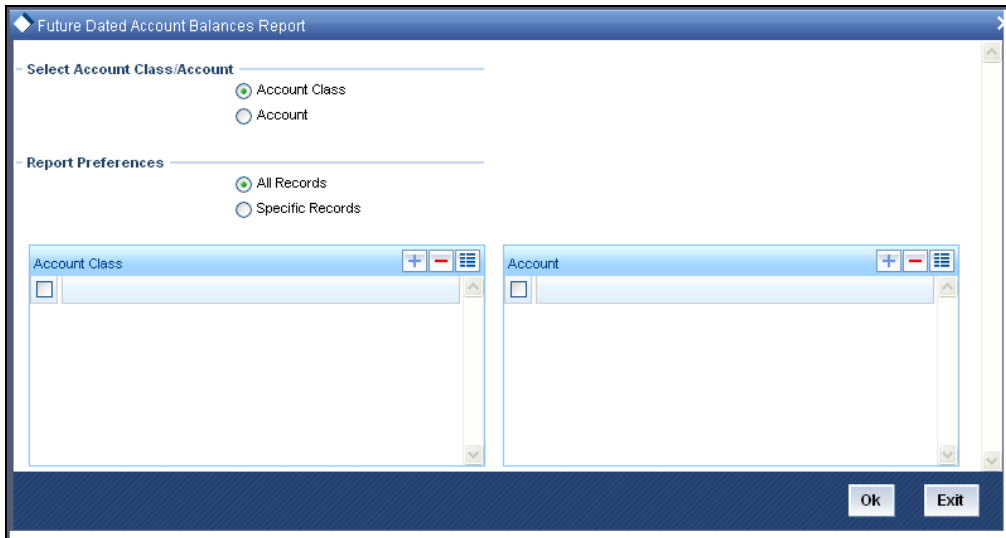 Future Dated Account Balances Report
Select Account Class/Account
Account Class
Account
Report Preferences
All Records
Specific Records
Account Class
Account
Ok
Exit